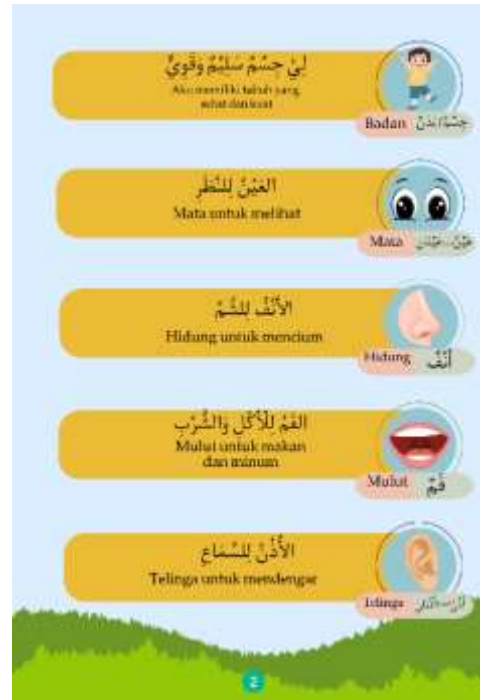 لِيْ جِسْمٌ سَلِيْمٌ وَقَوِيٌّ
Aku memiliki tubuh yang
sehat dan kuat
Badan جِسْمٌ/بَدَنٌ
العَيْنُ لِلنَّظَرِ
Mata untuk melihat
Mata
الأَنْفُ لِلشَّمِّ
Hidung untuk mencium
Hidung أَنْفٌ
الفَمُ لِلْأَكْلِ وَالشُّرْبِ
Mulut untuk makan
dan minum
Mulut فَمٌ
الأُذُنُ لِلسَّمَاعِ
Telinga untuk mendengar
Telinga
2